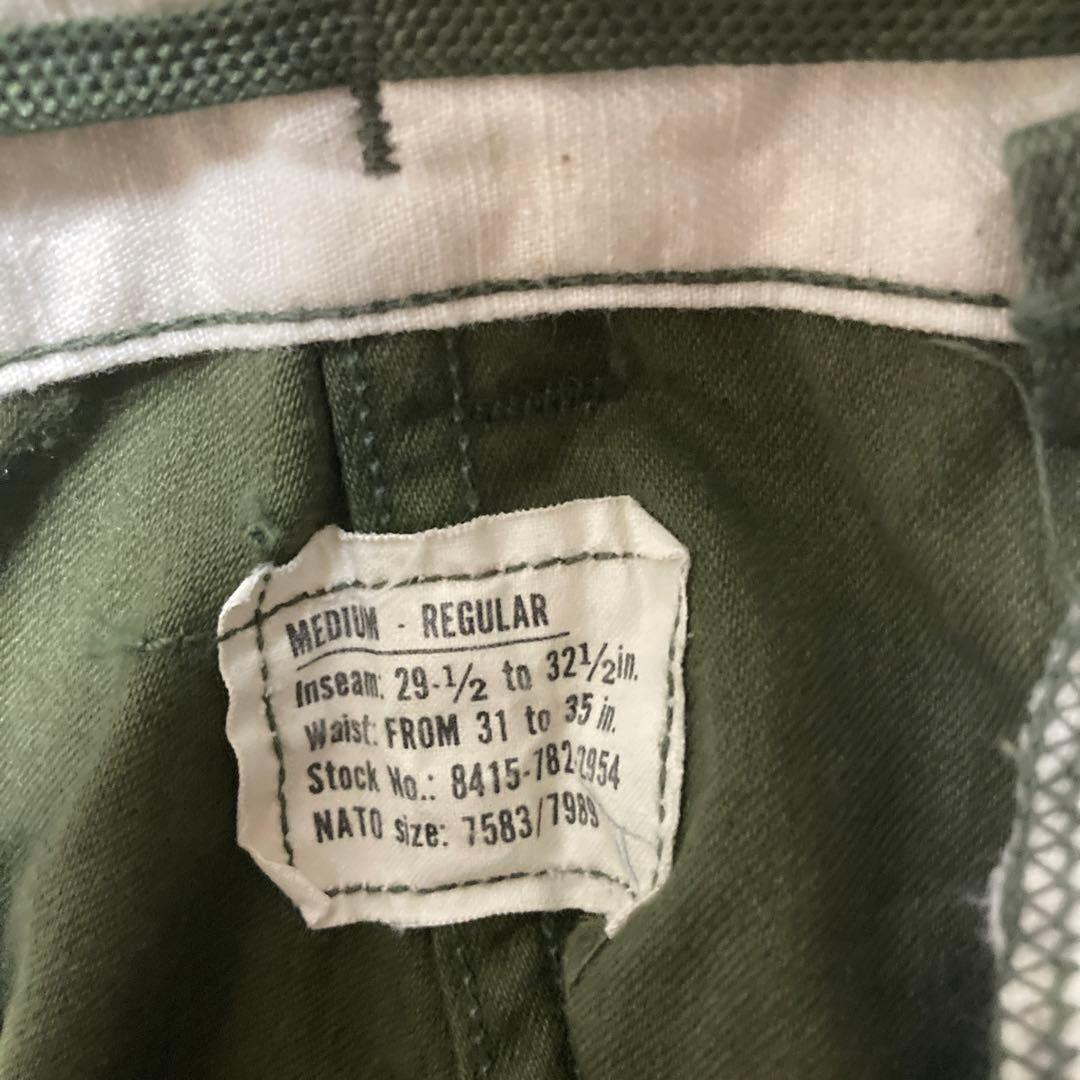 MEDIUM - REGULAR
Inseam: 29-1/2 to 32 1/2 in.
Waist: FROM 31 to 35 in.
Stock No.: 8415-782-2954
NATO size: 7583/7989